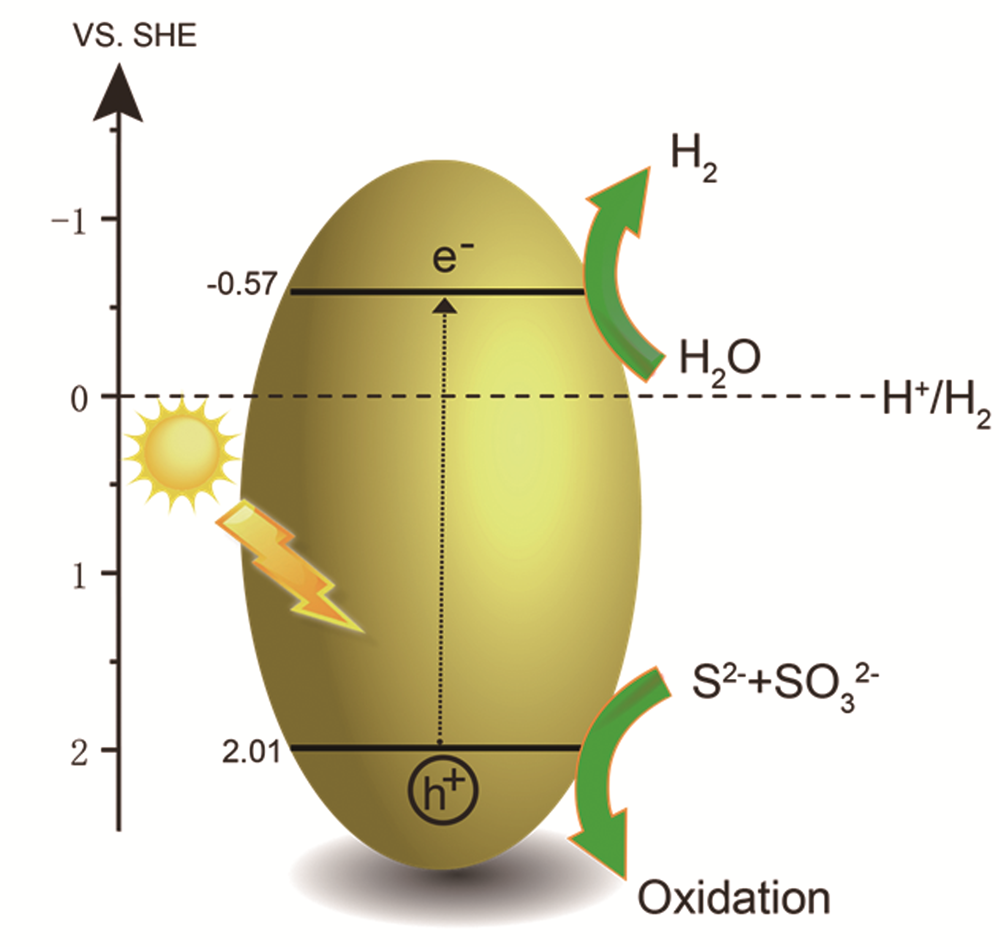 VS. SHE
H₂
−1
e⁻
-0.57
H₂O
0
H⁺/H₂
1
S²⁻+SO₃²⁻
2
2.01
h⁺
Oxidation